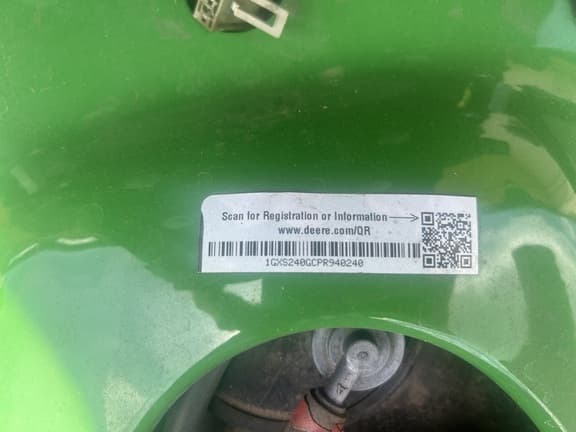 Scan for Registration or Information
www.deere.com/QR
1GXS240GCPR940240